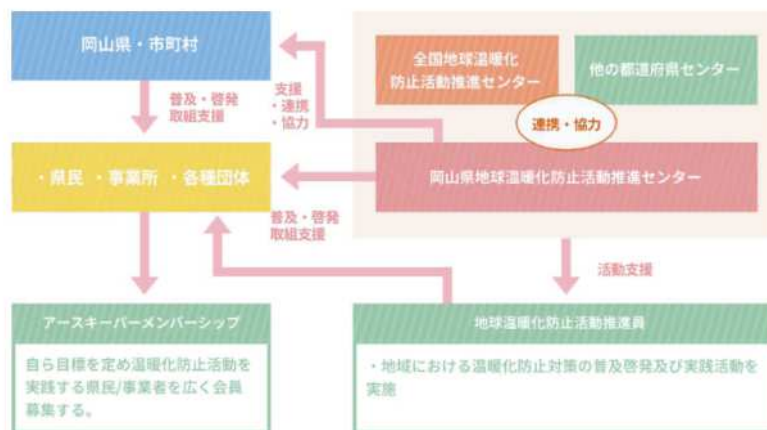 岡山県・市町村
全国地球温暖化
防止活動推進センター
他の都道府県センター
普及・啓発
取組支援
支援
・連携
・協力
連携・協力
・県民 ・事業所 ・各種団体
岡山県地球温暖化防止活動推進センター
普及・啓発
取組支援
活動支援
アースキーパーメンバーシップ
自ら目標を定め温暖化防止活動を
実践する県民/事業者を広く会員
募集する。
地球温暖化防止活動推進員
・地域における温暖化防止対策の普及啓発及び実践活動を
実施